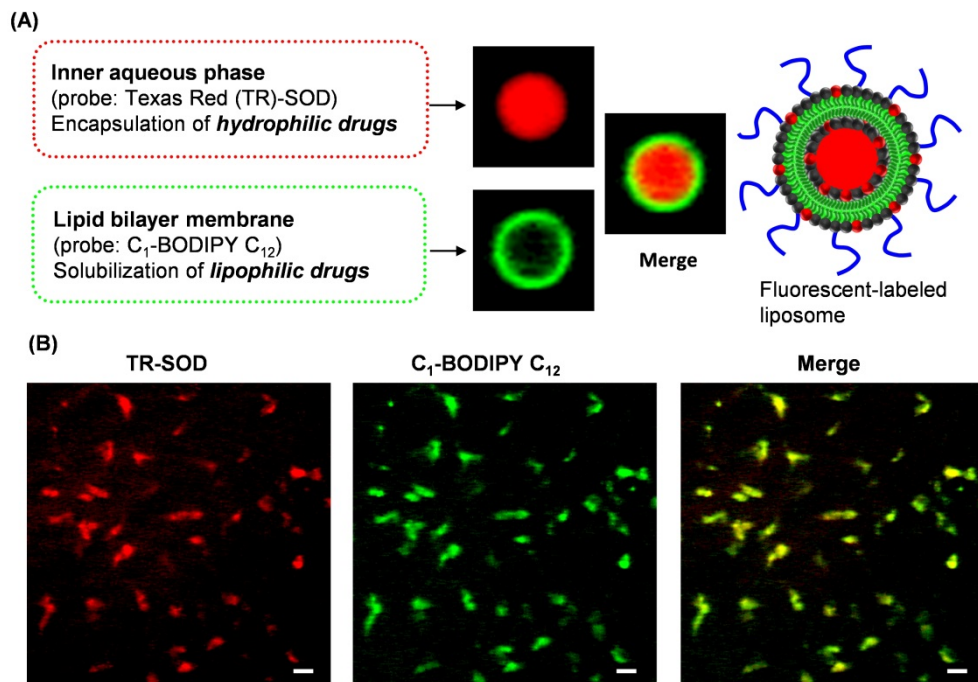 (A)
Inner aqueous phase
(probe: Texas Red (TR)-SOD)
Encapsulation of hydrophilic drugs
Lipid bilayer membrane
(probe: C₁-BODIPY C₁₂)
Solubilization of lipophilic drugs
Merge
Fluorescent-labeled
liposome
(B)
TR-SOD
C₁-BODIPY C₁₂
Merge